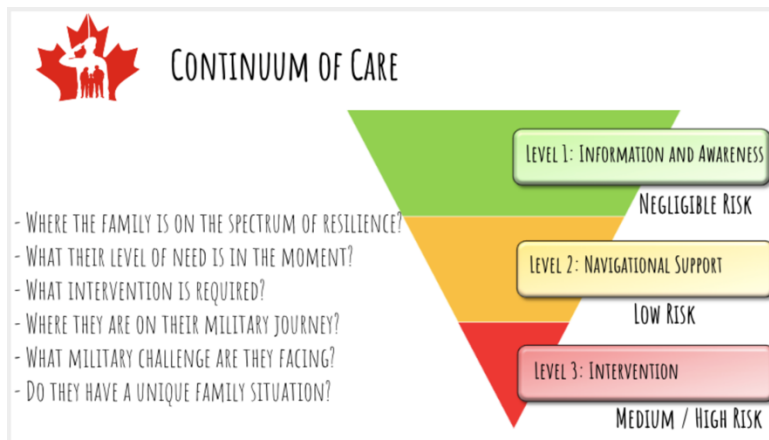 Continuum of Care
Level 1: Information and Awareness
Negligible Risk
- Where the family is on the spectrum of resilience?
- What their level of need is in the moment?
- What intervention is required?
- Where they are on their military journey?
- What military challenge are they facing?
- Do they have a unique family situation?
Level 2: Navigational Support
Low Risk
Level 3: Intervention
Medium / High Risk